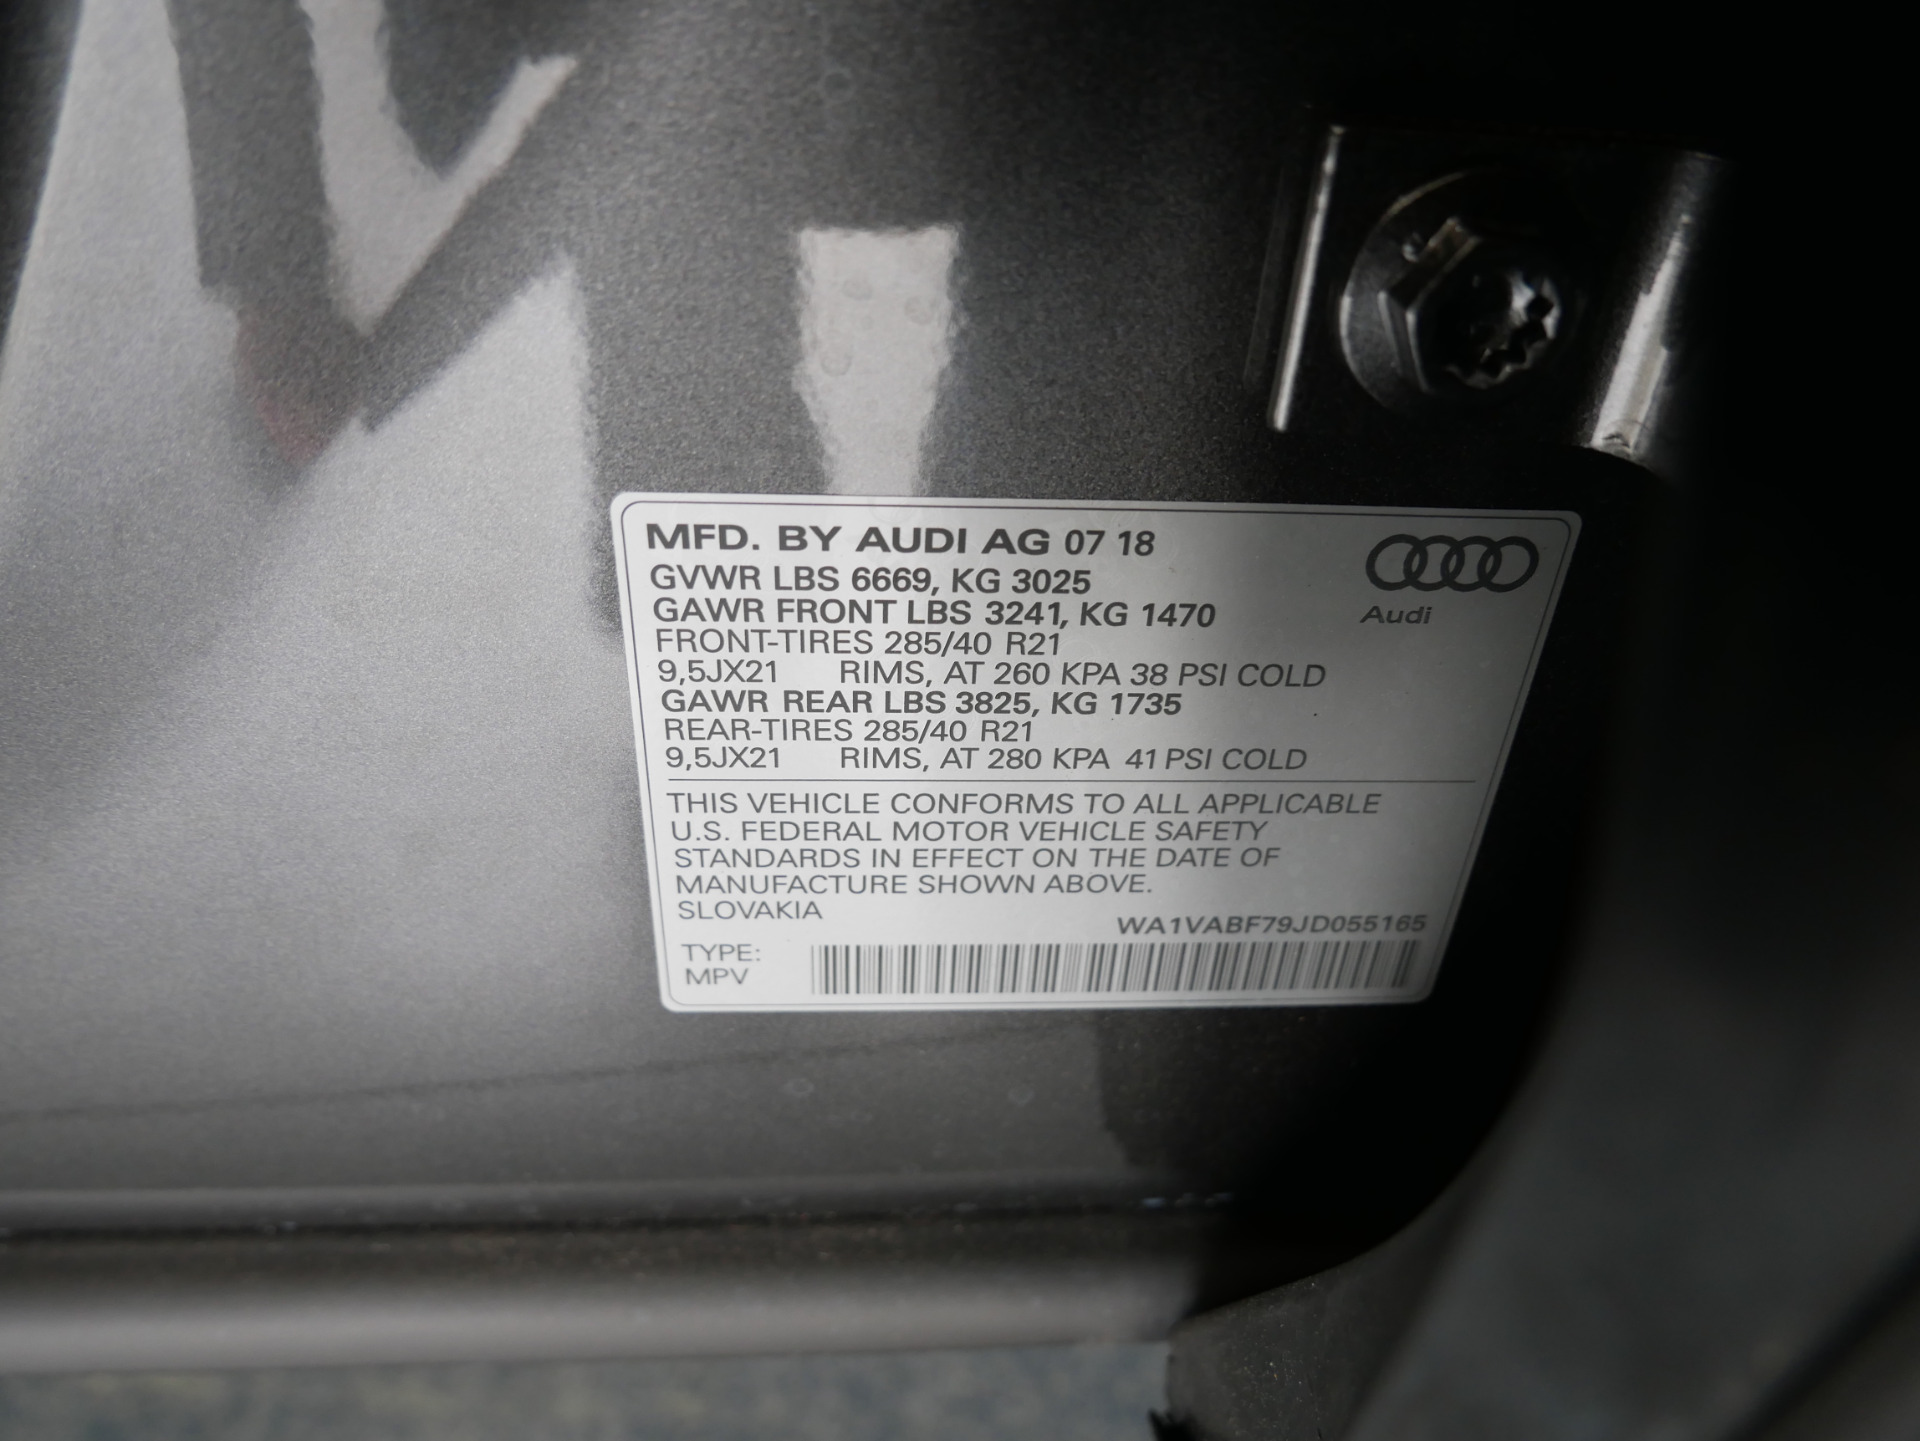 MFD. BY AUDI AG 07 18
GVWR LBS 6669, KG 3025
GAWR FRONT LBS 3241, KG 1470
FRONT-TIRES 285/40 R21
9,5JX21 RIMS, AT 260 KPA 38 PSI COLD
GAWR REAR LBS 3825, KG 1735
REAR-TIRES 285/40 R21
9,5JX21 RIMS, AT 280 KPA 41 PSI COLD
Audi
THIS VEHICLE CONFORMS TO ALL APPLICABLE
U.S. FEDERAL MOTOR VEHICLE SAFETY
STANDARDS IN EFFECT ON THE DATE OF
MANUFACTURE SHOWN ABOVE.
SLOVAKIA
WA1VABF79JD055165
TYPE:
MPV